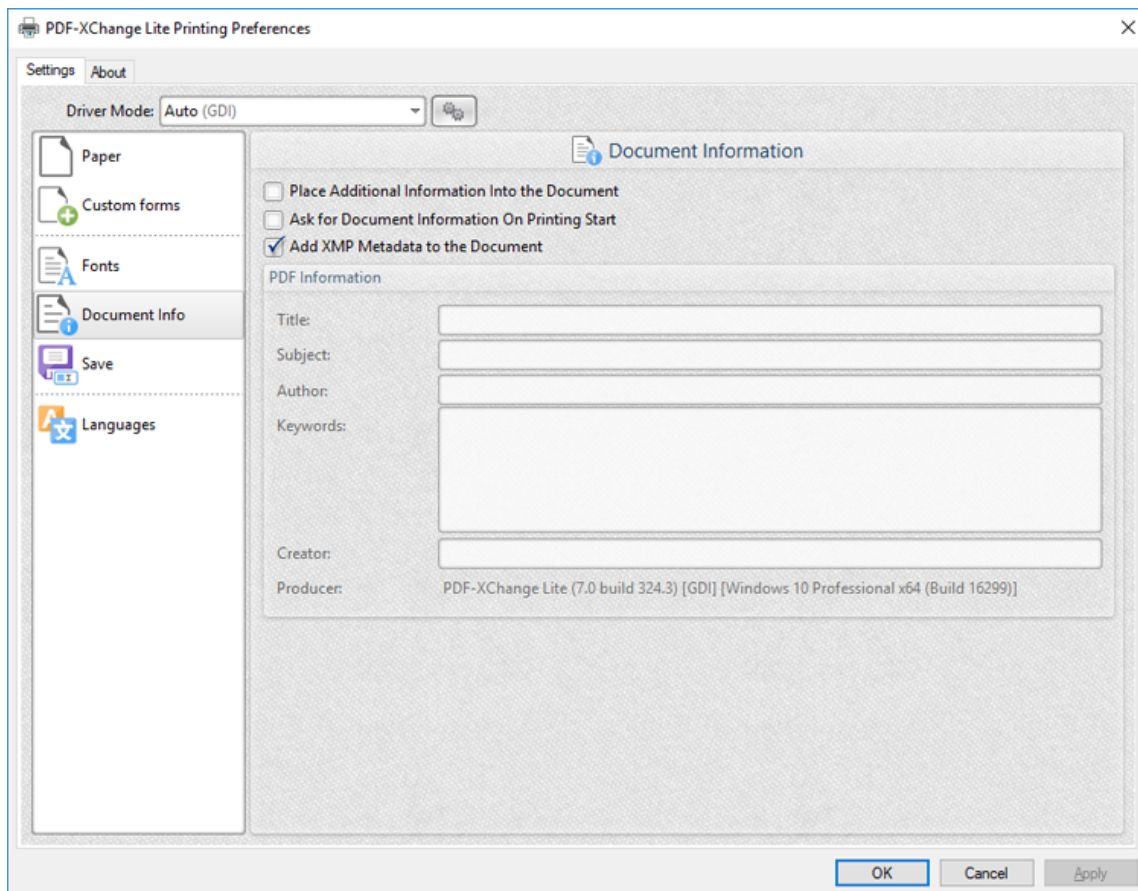 PDF-XChange Lite Printing Preferences
Settings
About
Driver Mode: Auto (GDI)
Paper
Custom forms
Fonts
Document Info
Save
Languages
Document Information
Place Additional Information Into the Document
Ask for Document Information On Printing Start
Add XMP Metadata to the Document
PDF Information
Title:
Subject:
Author:
Keywords:
Creator:
Producer: PDF-XChange Lite (7.0 build 324.3) [GDI] [Windows 10 Professional x64 (Build 16299)]
OK
Cancel
Apply